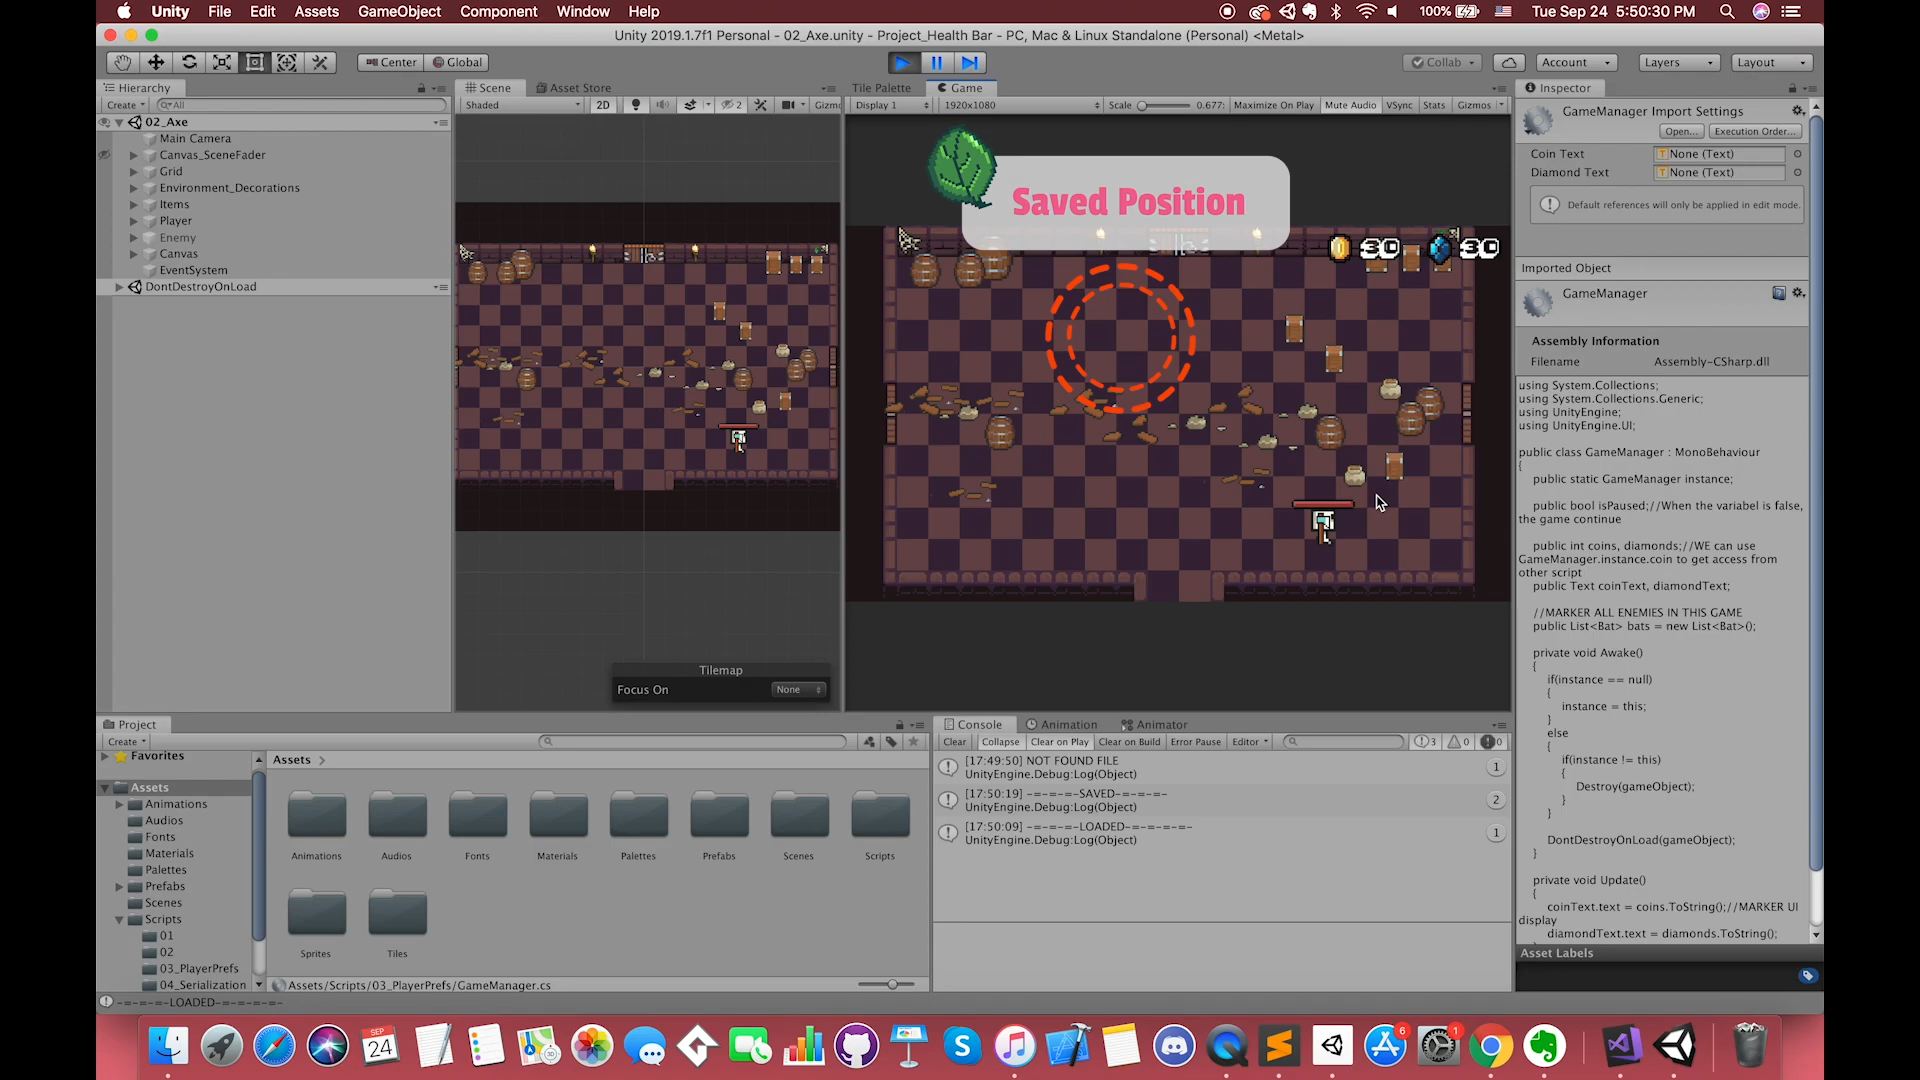 Unity File Edit Assets GameObject Component Window Help
100% Tue Sep 24 5:50:30 PM
Unity 2019.1.7f1 Personal - 02_Axe.unity - Project_Health Bar - PC, Mac & Linux Standalone (Personal) <Metal>
Center Global
Collab Account Layers Layout
Hierarchy
Create All
02_Axe
Main Camera
Canvas_SceneFader
Grid
Environment_Decorations
Items
Player
Enemy
Canvas
EventSystem
DontDestroyOnLoad
Scene Asset Store
Shaded 2D 2 Gizmo
Tilemap
Focus On None
Tile Palette Game
Display 1 1920x1080 Scale 0.677 Maximize On Play Mute Audio VSync Stats Gizmos
Saved Position
30 30
Inspector
GameManager Import Settings
Open... Execution Order...
Coin Text None (Text)
Diamond Text None (Text)
Default references will only be applied in edit mode.
Imported Object
GameManager
Assembly Information
Filename Assembly-CSharp.dll
using System.Collections;
using System.Collections.Generic;
using UnityEngine;
using UnityEngine.UI;
public class GameManager : MonoBehaviour
{
public static GameManager instance;
public bool isPaused;//When the variabel is false,
the game continue
public int coins, diamonds;//WE can use
GameManager.instance.coin to get access from
other script
public Text coinText, diamondText;
//MARKER ALL ENEMIES IN THIS GAME
public List<Bat> bats = new List<Bat>();
private void Awake()
{
if(instance == null)
{
instance = this;
}
else
{
if(instance != this)
{
Destroy(gameObject);
}
}
DontDestroyOnLoad(gameObject);
}
private void Update()
{
coinText.text = coins.ToString();//MARKER UI
display
diamondText.text = diamonds.ToString();
Asset Labels
Project
Create
Favorites
Assets
Animations
Audios
Fonts
Materials
Palettes
Prefabs
Scenes
Scripts
01
02
03_PlayerPrefs
04_Serialization
Assets
Animations Audios Fonts Materials Palettes Prefabs Scenes Scripts
Sprites Tiles
Assets/Scripts/03_PlayerPrefs/GameManager.cs
Console Animation Animator
Clear Collapse Clear on Play Clear on Build Error Pause Editor 3 0 0
[17:49:50] NOT FOUND FILE
UnityEngine.Debug:Log(Object)
1
[17:50:19] -=-=-=-SAVED-=-=-=-
UnityEngine.Debug:Log(Object)
2
[17:50:09] -=-=-=-LOADED-=-=-=-=-
UnityEngine.Debug:Log(Object)
1
-=-=-=-LOADED-=-=-=-=-
SEP
24
6
1